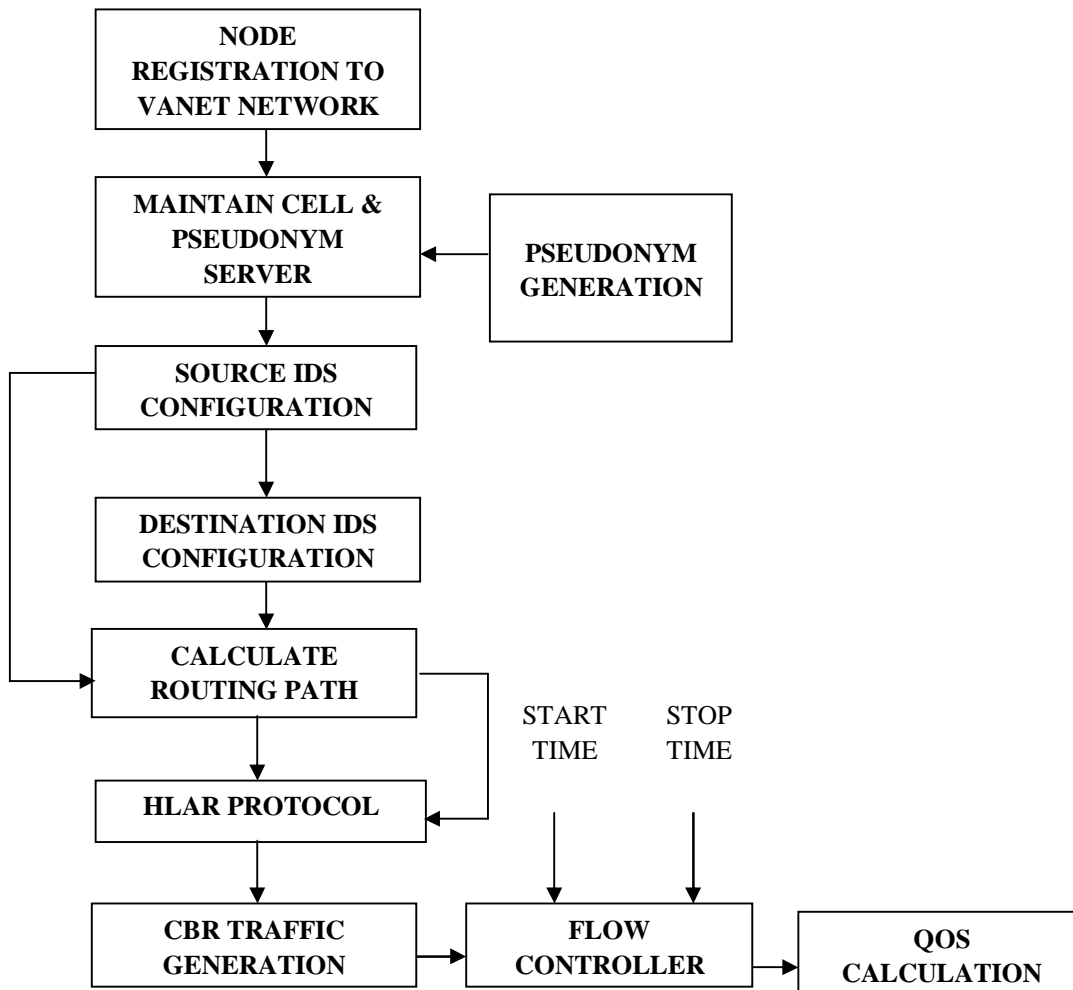 NODE
REGISTRATION TO
VANET NETWORK
MAINTAIN CELL &
PSEUDONYM
SERVER
PSEUDONYM
GENERATION
SOURCE IDS
CONFIGURATION
DESTINATION IDS
CONFIGURATION
CALCULATE
ROUTING PATH
START
TIME
STOP
TIME
HLAR PROTOCOL
CBR TRAFFIC
GENERATION
FLOW
CONTROLLER
QOS
CALCULATION